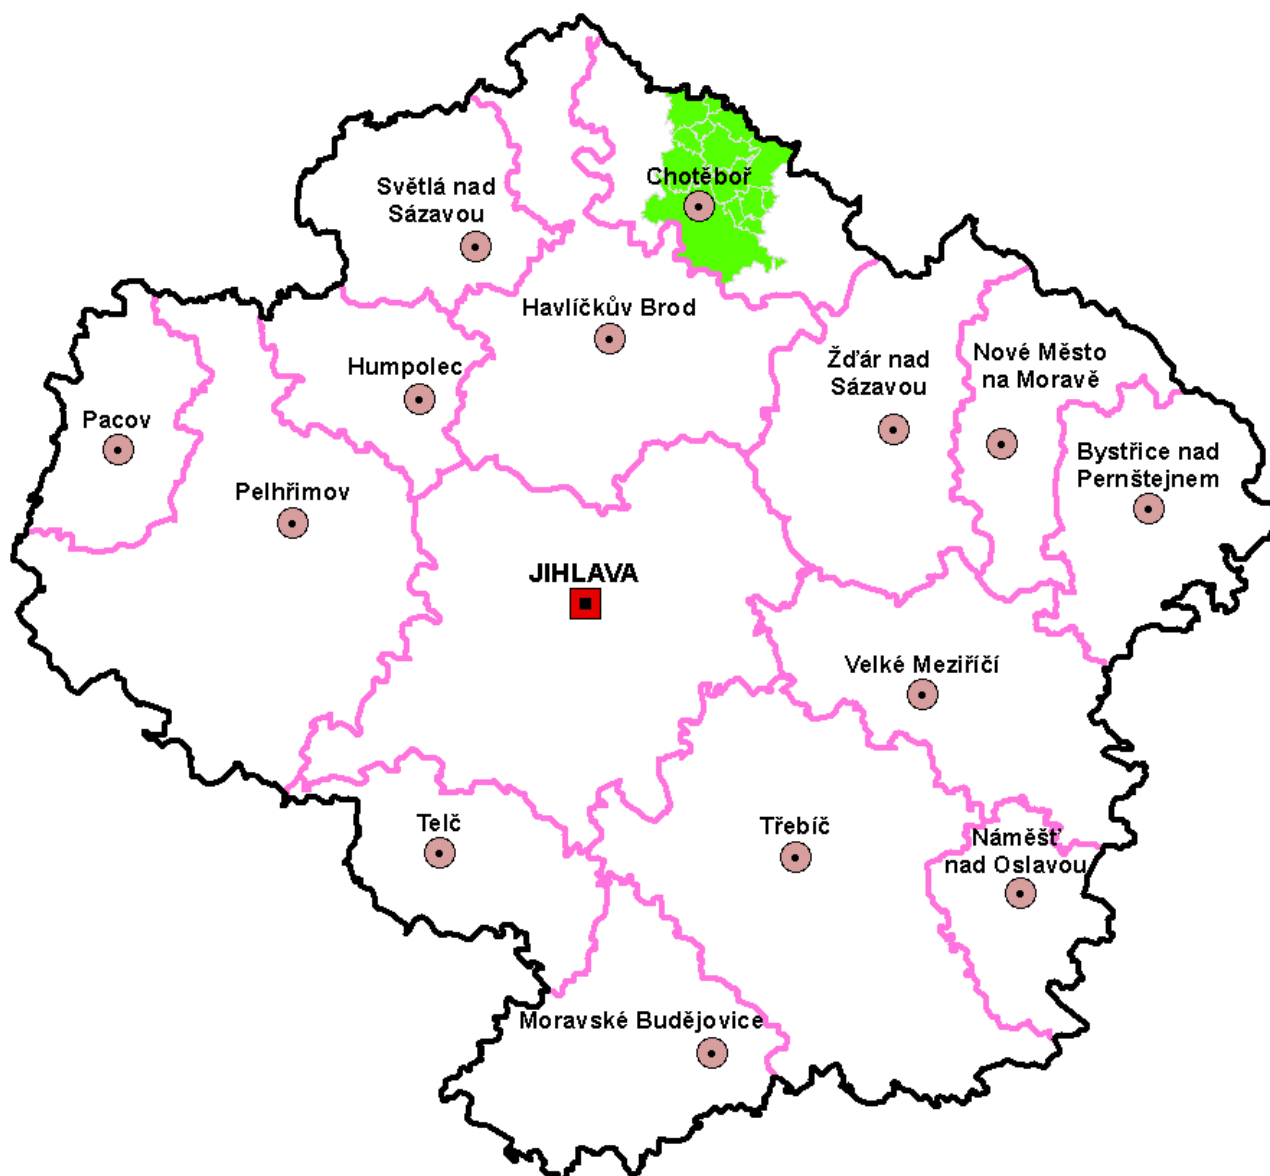 Chotěboř
Světlá nad
Sázavou
Havlíčkův Brod
Humpolec
Žďár nad
Sázavou
Nové Město
na Moravě
Pacov
Bystřice nad
Pernštejnem
Pelhřimov
JIHLAVA
Velké Meziříčí
Telč
Třebíč
Náměšť
nad Oslavou
Moravské Budějovice